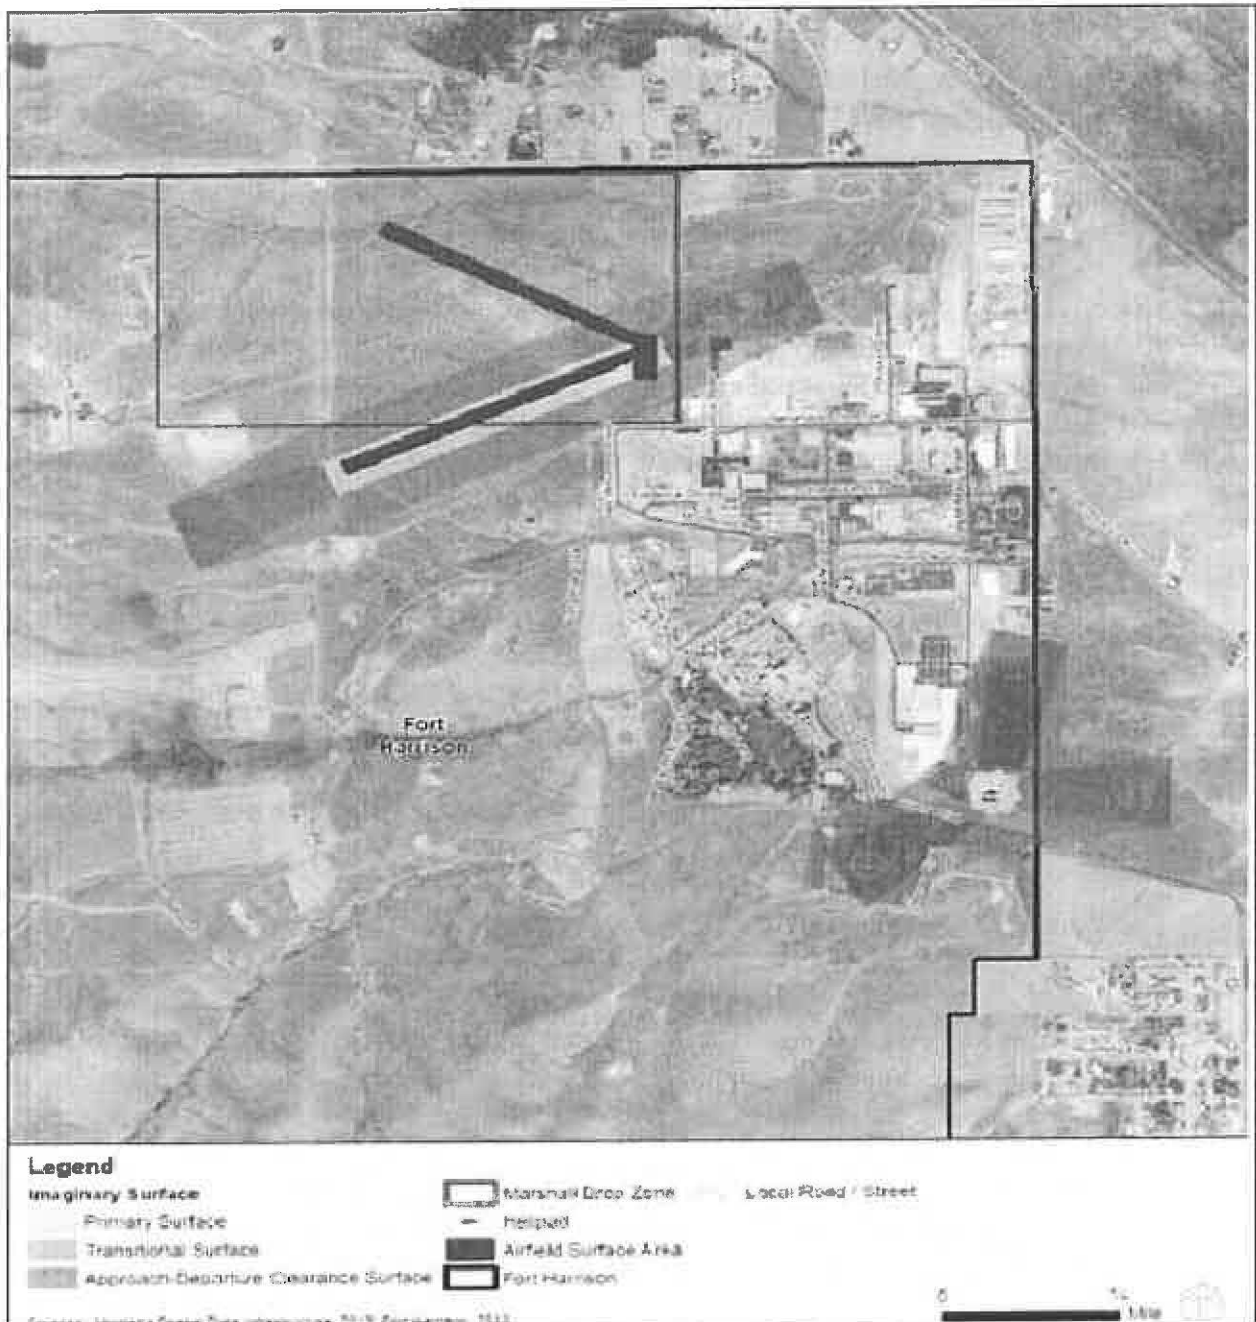 Fort
Harrison
Legend
Imaginary Surface
Primary Surface
Transitional Surface
Approach-Departure Clearance Surface
Marshall Drop Zone
Helipad
Airfield Surface Area
Fort Harrison
Local Road / Street
0
Mile